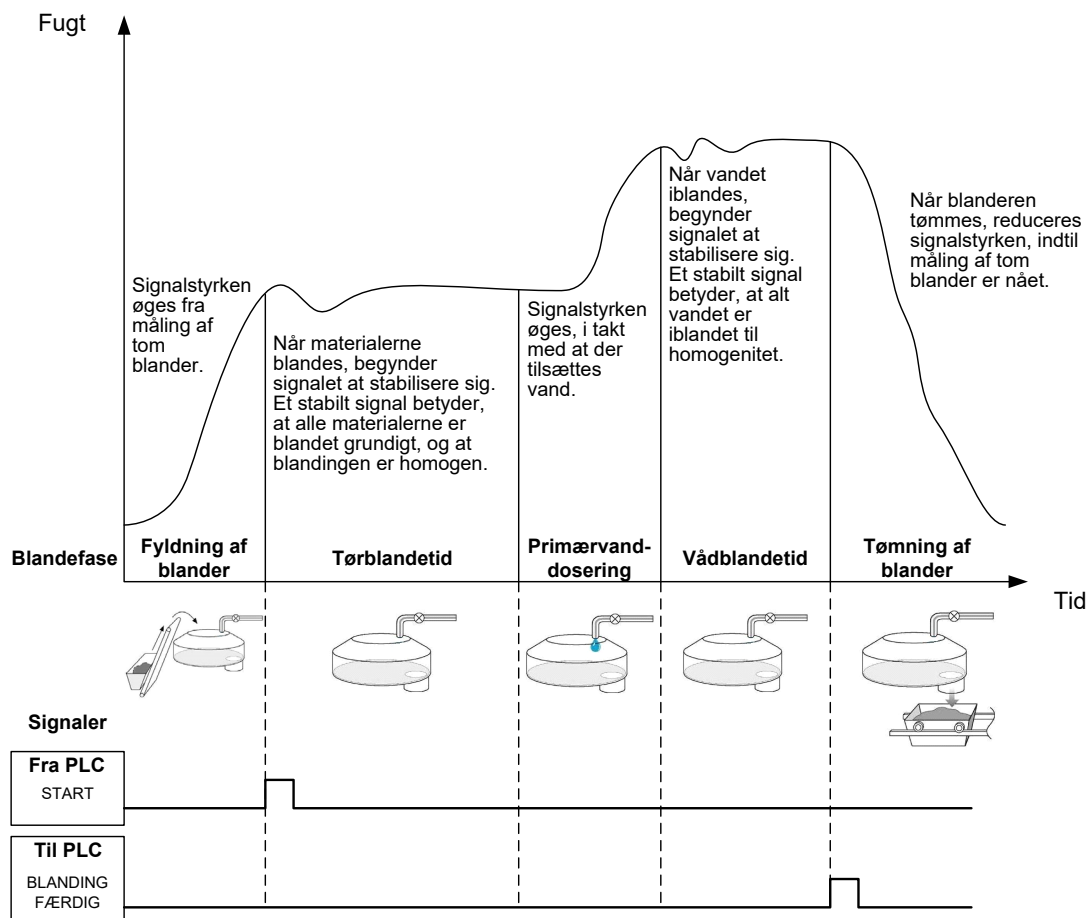 Fugt
Signalstyrken
øges fra
måling af
tom
blander.
Når materialerne
blandes, begynder
signalet at stabilisere sig.
Et stabilt signal betyder,
at alle materialerne er
blandet grundigt, og at
blandingen er homogen.
Signalstyrken
øges, i takt
med at der
tilsættes
vand.
Når vandet
iblandes,
begynder
signalet at
stabilisere sig.
Et stabilt signal
betyder, at alt
vandet er
iblandet til
homogenitet.
Når blanderen
tømmes, reduceres
signalstyrken, indtil
måling af tom
blander er nået.
Blandefase
Fyldning af
blander
Tørblandetid
Primærvand-
dosering
Vådblandetid
Tømning af
blander
Tid
Signaler
Fra PLC
START
Til PLC
BLANDING
FÆRDIG